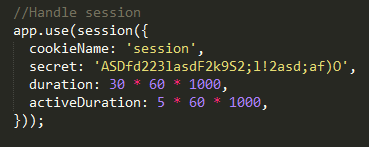 //Handle session
app.use(session({
  cookieName: 'session',
  secret: 'ASDfd223lasdF2k9S2;l!2asd;af)O',
  duration: 30 * 60 * 1000,
  activeDuration: 5 * 60 * 1000,
}));